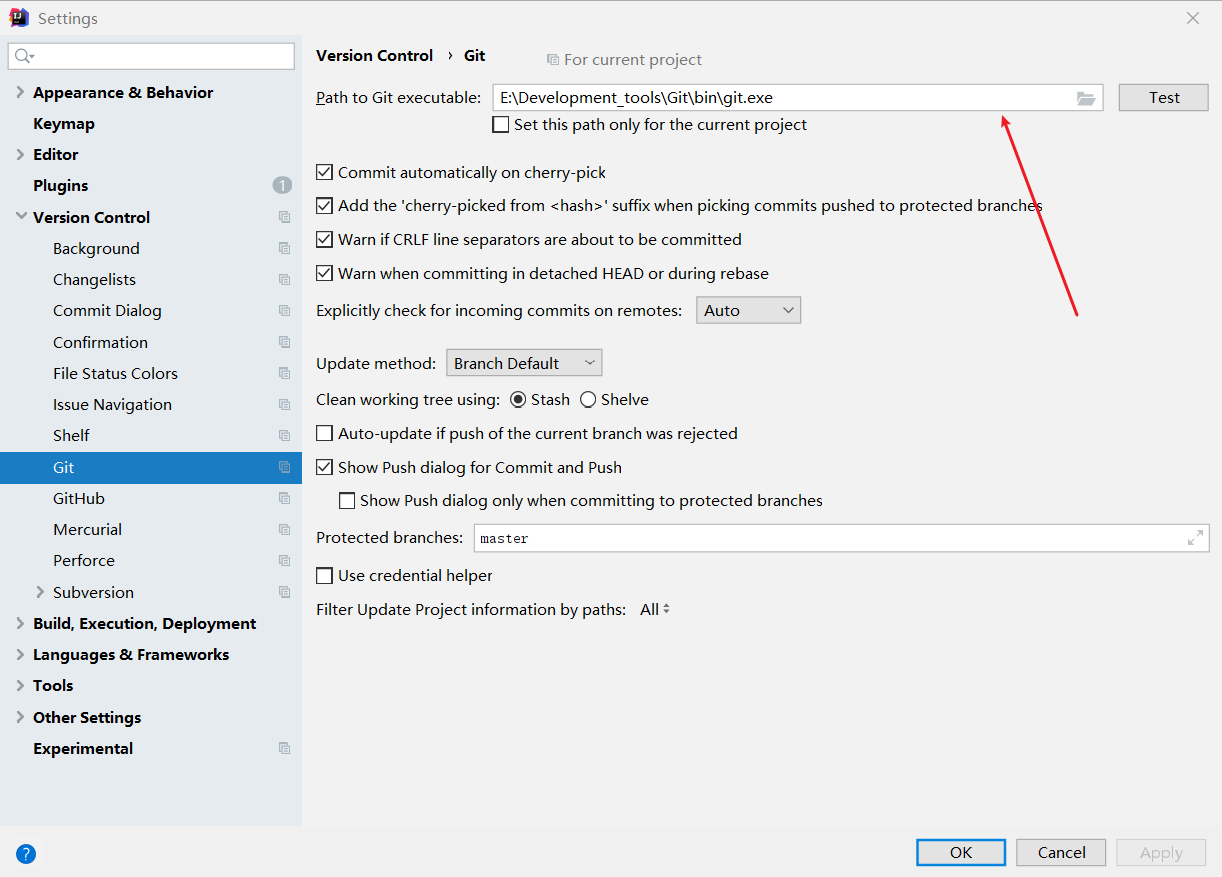 Settings
Version Control › Git For current project
Appearance & Behavior
Keymap
Editor
Plugins 1
Version Control
Background
Changelists
Commit Dialog
Confirmation
File Status Colors
Issue Navigation
Shelf
Git
GitHub
Mercurial
Perforce
Subversion
Build, Execution, Deployment
Languages & Frameworks
Tools
Other Settings
Experimental
Path to Git executable: E:\Development_tools\Git\bin\git.exe Test
Set this path only for the current project
Commit automatically on cherry-pick
Add the 'cherry-picked from <hash>' suffix when picking commits pushed to protected branches
Warn if CRLF line separators are about to be committed
Warn when committing in detached HEAD or during rebase
Explicitly check for incoming commits on remotes: Auto
Update method: Branch Default
Clean working tree using: Stash Shelve
Auto-update if push of the current branch was rejected
Show Push dialog for Commit and Push
Show Push dialog only when committing to protected branches
Protected branches: master
Use credential helper
Filter Update Project information by paths: All
? OK Cancel Apply